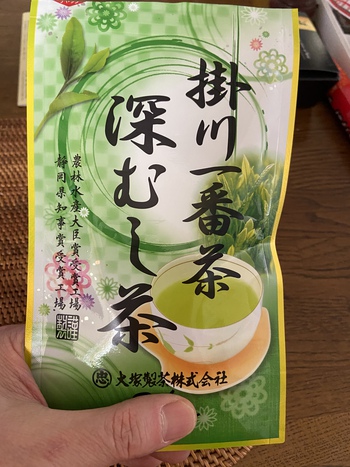 掛川一番茶
深むし茶
農林水産大臣賞受賞工場
静岡県知事賞受賞工場
忠 大塚製茶株式会社